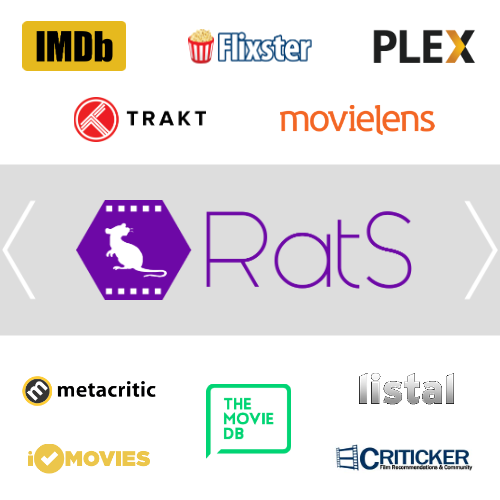 IMDb
Flixster
PLEX
TRAKT
movielens
RatS
metacritic
THE
MOVIE
DB
listal
iMOVIES
CRITICKER
Film Recommendations & Community